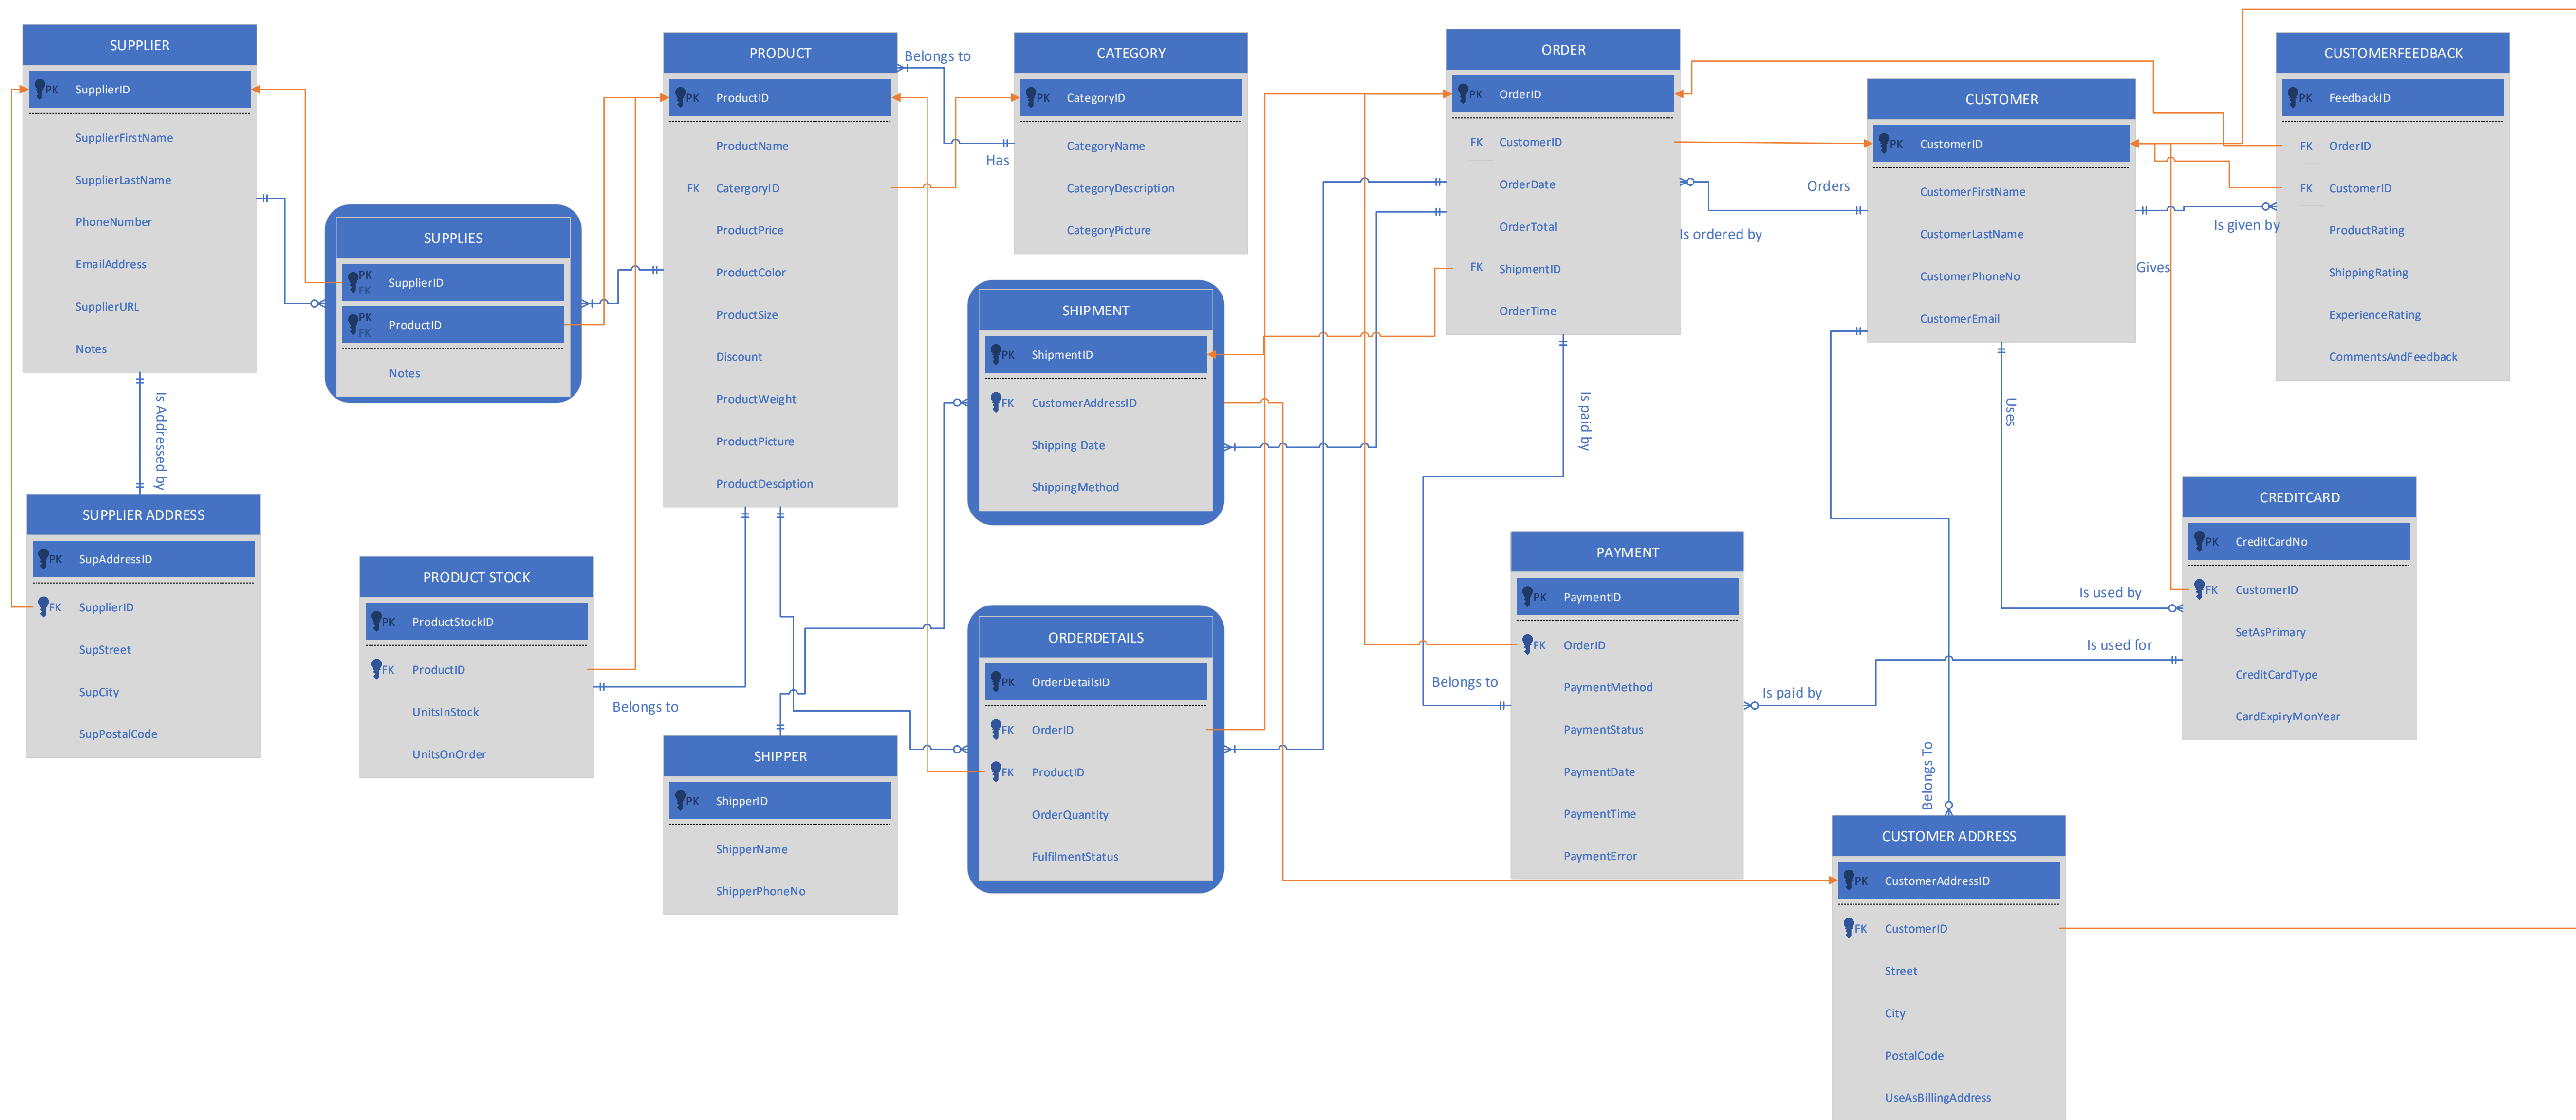 SUPPLIER
PK SupplierID
SupplierFirstName
SupplierLastName
PhoneNumber
EmailAddress
SupplierURL
Notes
Is Addressed by
SUPPLIER ADDRESS
PK SupAddressID
FK SupplierID
SupStreet
SupCity
SupPostalCode
SUPPLIES
PK
FK SupplierID
PK
FK ProductID
Notes
PRODUCT STOCK
PK ProductStockID
FK ProductID
UnitsInStock
UnitsOnOrder
Belongs to
PRODUCT
PK ProductID
ProductName
FK CatergoryID
ProductPrice
ProductColor
ProductSize
Discount
ProductWeight
ProductPicture
ProductDesciption
Belongs to
Has
SHIPPER
PK ShipperID
ShipperName
ShipperPhoneNo
CATEGORY
PK CategoryID
CategoryName
CategoryDescription
CategoryPicture
SHIPMENT
PK ShipmentID
FK CustomerAddressID
Shipping Date
ShippingMethod
ORDERDETAILS
PK OrderDetailsID
FK OrderID
FK ProductID
OrderQuantity
FulfilmentStatus
ORDER
PK OrderID
FK CustomerID
OrderDate
OrderTotal
FK ShipmentID
OrderTime
Orders
Is ordered by
Is paid by
Belongs to
PAYMENT
PK PaymentID
FK OrderID
PaymentMethod
PaymentStatus
PaymentDate
PaymentTime
PaymentError
Is paid by
CUSTOMER
PK CustomerID
CustomerFirstName
CustomerLastName
CustomerPhoneNo
CustomerEmail
Is given by
Gives
Uses
Is used by
Is used for
Belongs To
CUSTOMER ADDRESS
PK CustomerAddressID
FK CustomerID
Street
City
PostalCode
UseAsBillingAddress
CUSTOMERFEEDBACK
PK FeedbackID
FK OrderID
FK CustomerID
ProductRating
ShippingRating
ExperienceRating
CommentsAndFeedback
CREDITCARD
PK CreditCardNo
FK CustomerID
SetAsPrimary
CreditCardType
CardExpiryMonYear